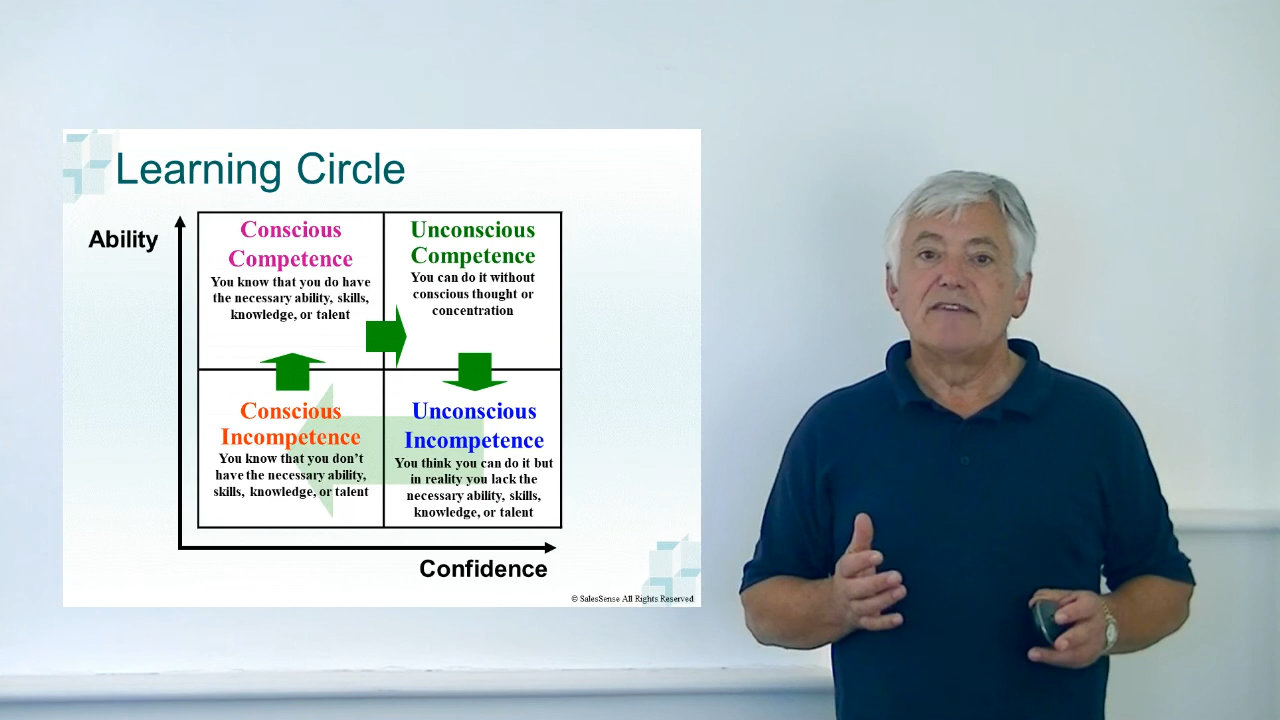 Learning Circle
Ability
Conscious
Competence
You know that you do have
the necessary ability, skills,
knowledge, or talent
Unconscious
Competence
You can do it without
conscious thought or
concentration
Conscious
Incompetence
You know that you don't
have the necessary ability,
skills, knowledge, or talent
Unconscious
Incompetence
You think you can do it but
in reality you lack the
necessary ability, skills,
knowledge, or talent
Confidence
© SalesSense All Rights Reserved